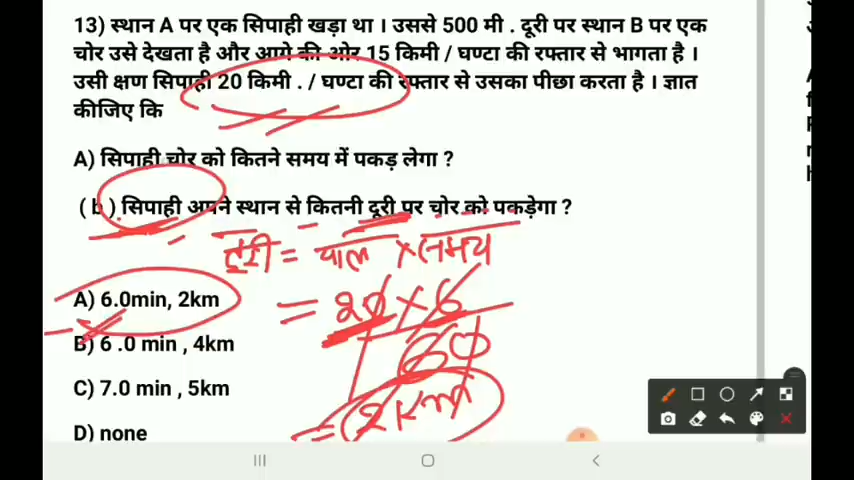 13) स्थान A पर एक सिपाही खड़ा था । उससे 500 मी . दूरी पर स्थान B पर एक
चोर उसे देखता है और आगे की ओर 15 किमी / घण्टा की रफ्तार से भागता है ।
उसी क्षण सिपाही 20 किमी . / घण्टा की रफ्तार से उसका पीछा करता है । ज्ञात
कीजिए कि
A) सिपाही चोर को कितने समय में पकड़ लेगा ?
( b ) सिपाही अपने स्थान से कितनी दूरी पर चोर को पकड़ेगा ?
दूरी = चाल × समय
A) 6.0min, 2km
= 20 × 6
B) 6 .0 min , 4km
60
C) 7.0 min , 5km
= 2km
D) none